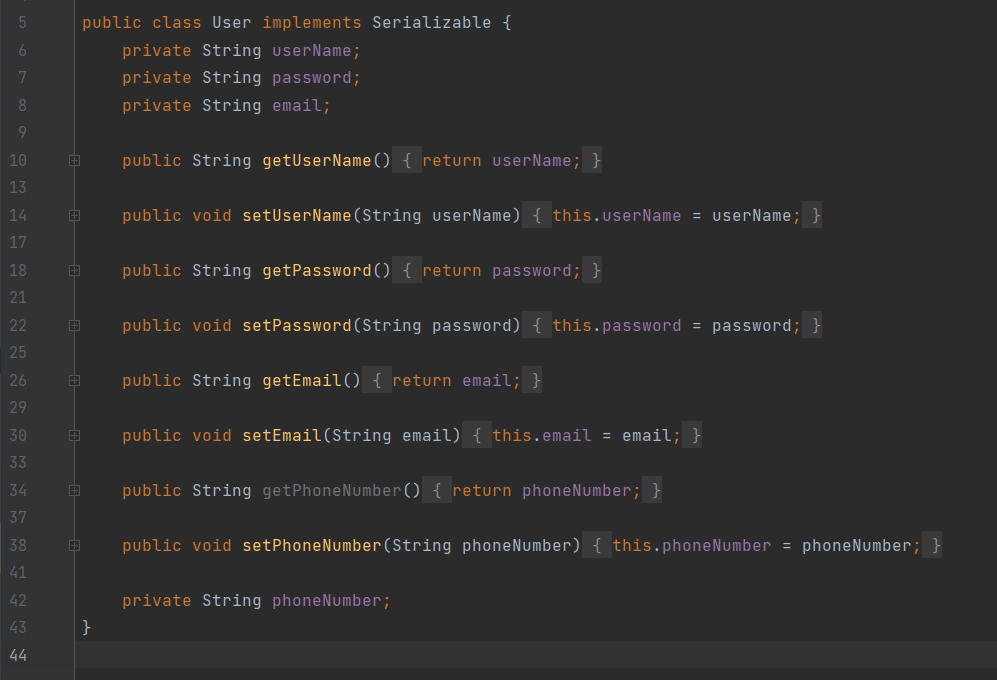 5 public class User implements Serializable {
6 private String userName;
7 private String password;
8 private String email;
9
10 public String getUserName() { return userName; }
13
14 public void setUserName(String userName) { this.userName = userName; }
17
18 public String getPassword() { return password; }
21
22 public void setPassword(String password) { this.password = password; }
25
26 public String getEmail() { return email; }
29
30 public void setEmail(String email) { this.email = email; }
33
34 public String getPhoneNumber() { return phoneNumber; }
37
38 public void setPhoneNumber(String phoneNumber) { this.phoneNumber = phoneNumber; }
41
42 private String phoneNumber;
43 }
44